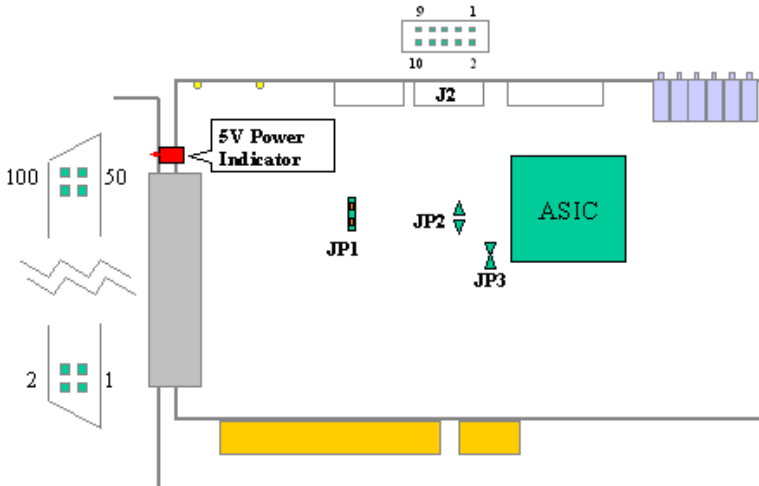 9 1
10 2
J2
5V Power
Indicator
100 50
ASIC
JP2
JP1
JP3
2 1